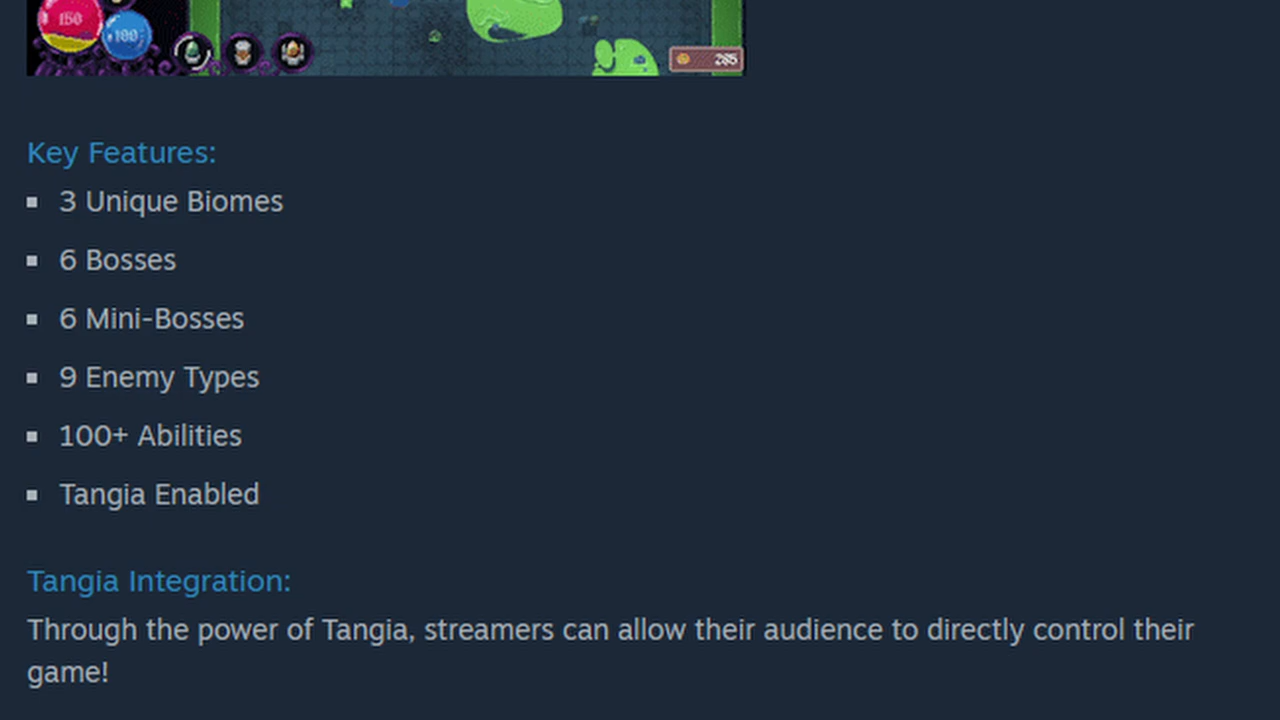 150
100
285
Key Features:
3 Unique Biomes
6 Bosses
6 Mini-Bosses
9 Enemy Types
100+ Abilities
Tangia Enabled
Tangia Integration:
Through the power of Tangia, streamers can allow their audience to directly control their
game!